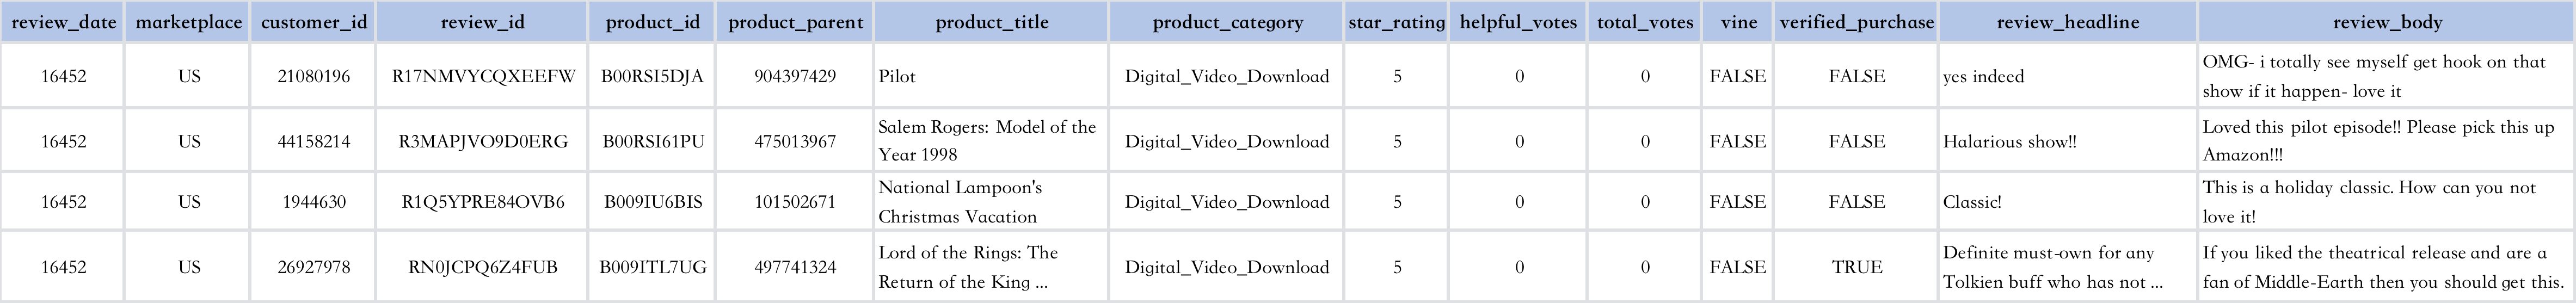 review_date marketplace customer_id review_id product_id product_parent product_title product_category star_rating helpful_votes total_votes vine verified_purchase review_headline review_body
16452 US 21080196 R17NMVYCQXEEFW B00RSI5DJA 904397429 Pilot Digital_Video_Download 5 0 0 FALSE FALSE yes indeed OMG- i totally see myself get hook on that
show if it happen- love it
16452 US 44158214 R3MAPJVO9D0ERG B00RSI61PU 475013967 Salem Rogers: Model of the Digital_Video_Download 5 0 0 FALSE FALSE Halarious show!! Loved this pilot episode!! Please pick this up
Year 1998 Amazon!!!
16452 US 1944630 R1Q5YPRE84OVB6 B009IU6BIS 101502671 National Lampoon's Digital_Video_Download 5 0 0 FALSE FALSE Classic! This is a holiday classic. How can you not
Christmas Vacation love it!
16452 US 26927978 RN0JCPQ6Z4FUB B009ITL7UG 497741324 Lord of the Rings: The Digital_Video_Download 5 0 0 FALSE TRUE Definite must-own for any If you liked the theatrical release and are a
Return of the King ... Tolkien buff who has not ... fan of Middle-Earth then you should get this.